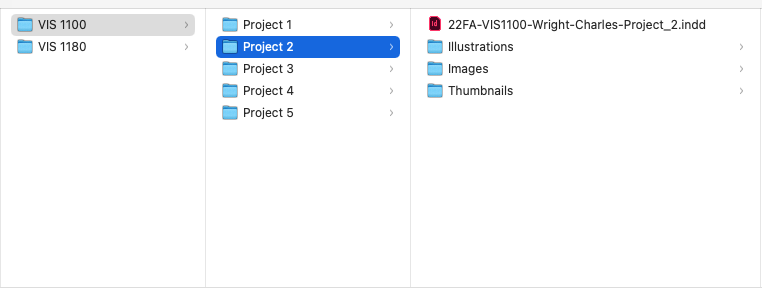 VIS 1100
VIS 1180
Project 1
Project 2
Project 3
Project 4
Project 5
Id
22FA-VIS1100-Wright-Charles-Project_2.indd
Illustrations
Images
Thumbnails